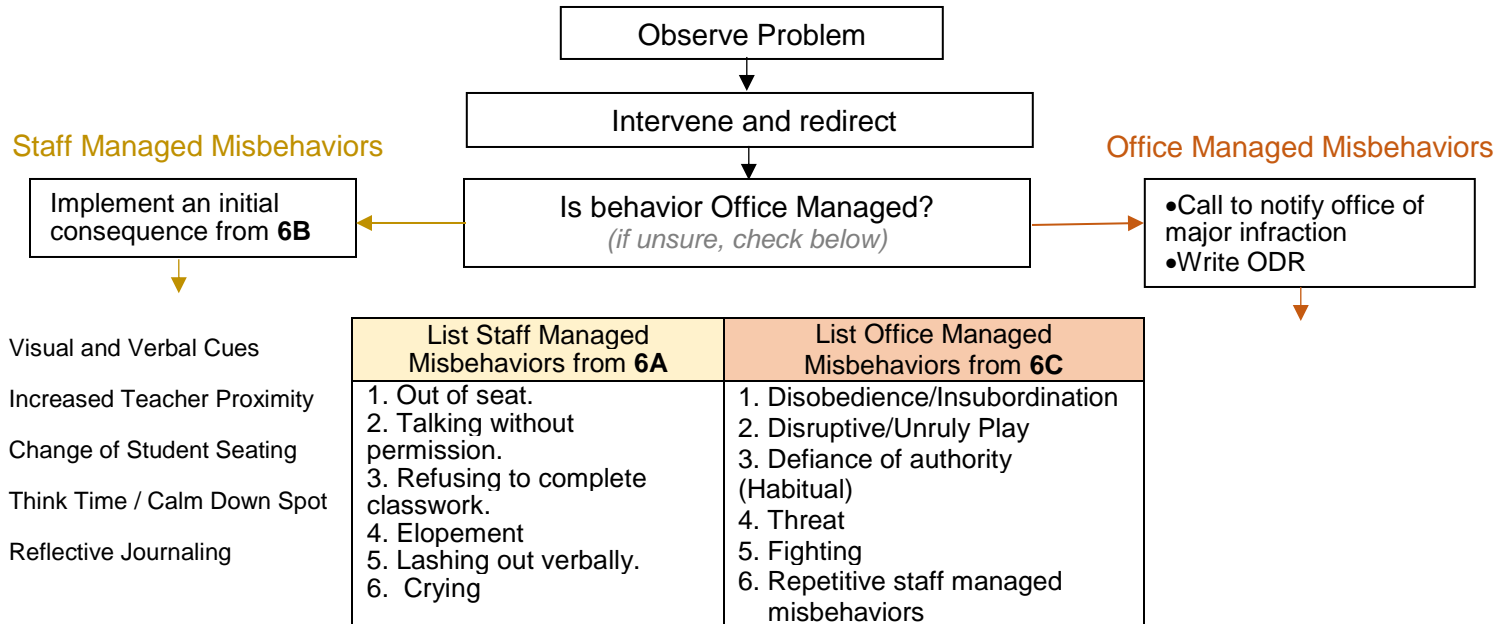 Observe Problem
Intervene and redirect
Staff Managed Misbehaviors
Office Managed Misbehaviors
Implement an initial
consequence from 6B
Is behavior Office Managed?
(if unsure, check below)
•Call to notify office of
major infraction
•Write ODR
Visual and Verbal Cues
Increased Teacher Proximity
Change of Student Seating
Think Time / Calm Down Spot
Reflective Journaling
List Staff Managed
Misbehaviors from 6A
1. Out of seat.
2. Talking without
permission.
3. Refusing to complete
classwork.
4. Elopement
5. Lashing out verbally.
6. Crying
List Office Managed
Misbehaviors from 6C
1. Disobedience/Insubordination
2. Disruptive/Unruly Play
3. Defiance of authority
(Habitual)
4. Threat
5. Fighting
6. Repetitive staff managed
misbehaviors